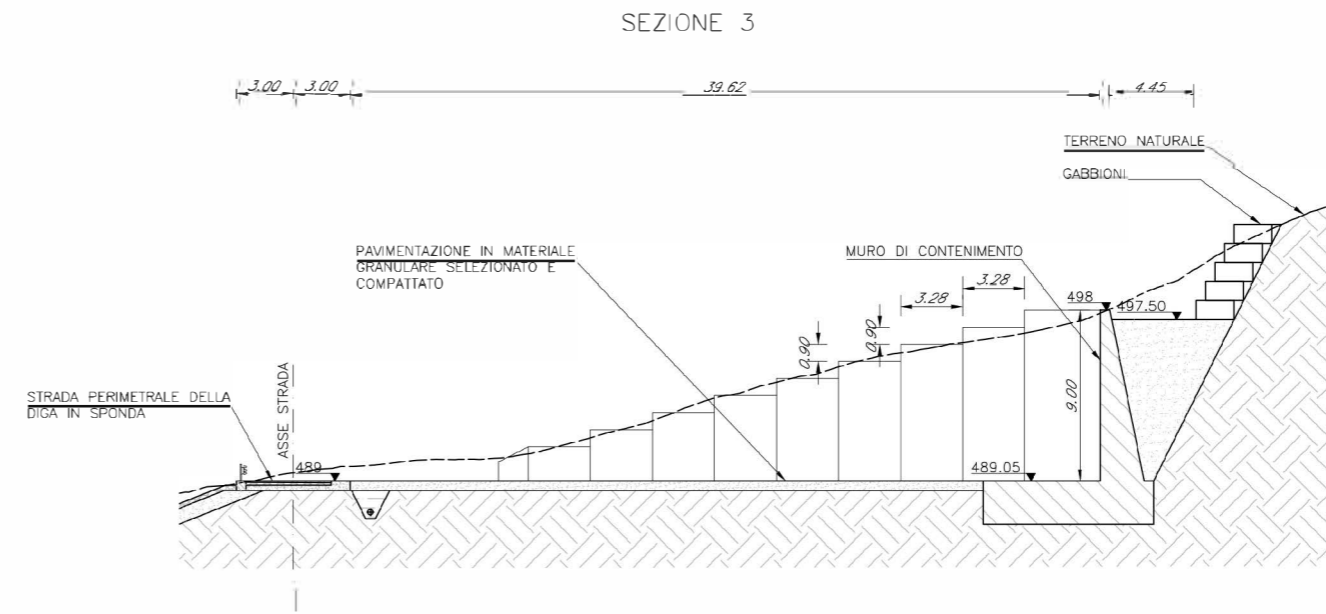 SEZIONE 3
3.00
3.00
39.62
4.45
TERRENO NATURALE
GABBIONI
PAVIMENTAZIONE IN MATERIALE
GRANULARE SELEZIONATO E
COMPATTATO
MURO DI CONTENIMENTO
3.28
3.28
498
497.50
0.90
0.90
9.00
STRADA PERIMETRALE DELLA
DIGA IN SPONDA
ASSE STRADA
489
489.05